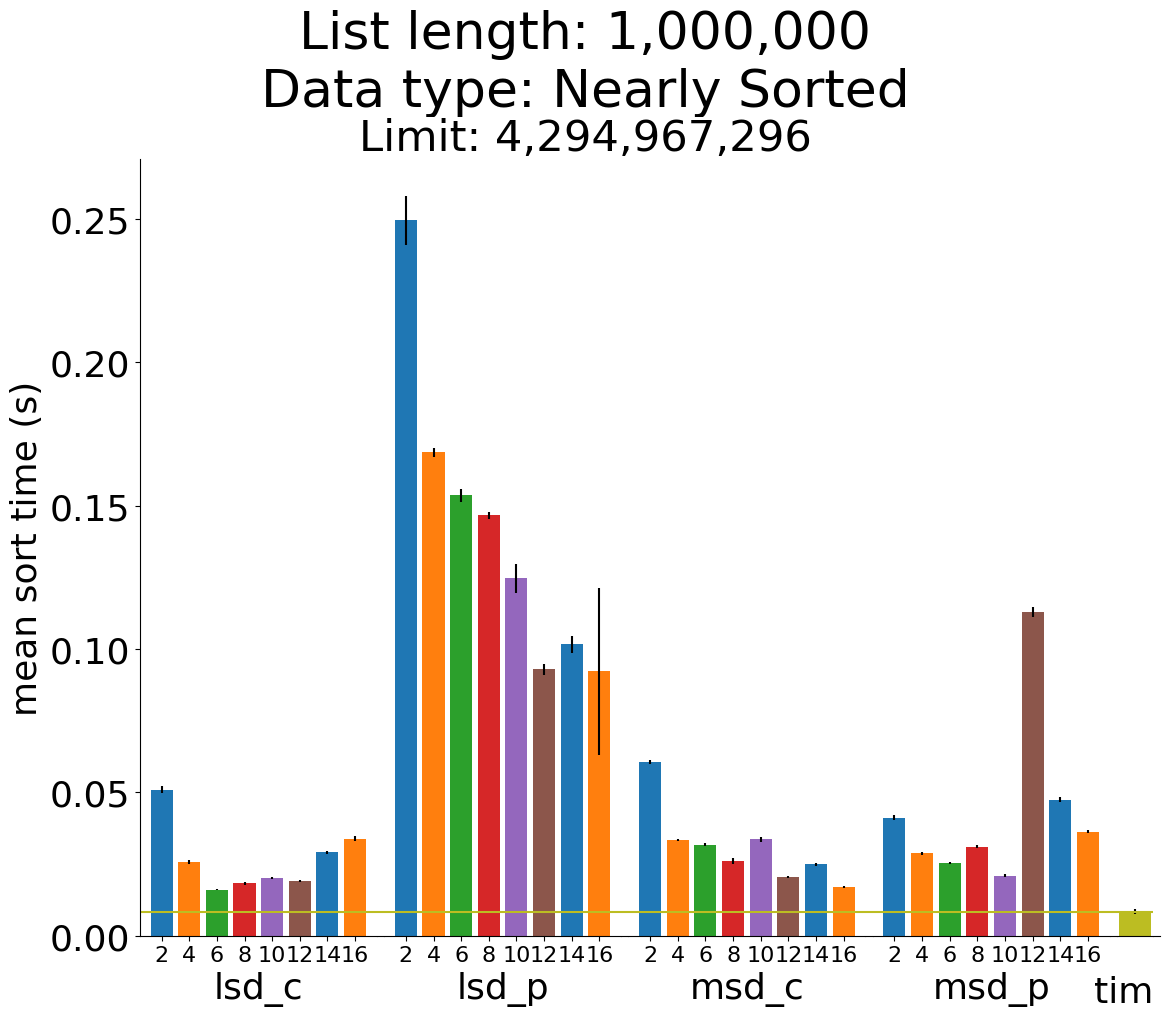 List length: 1,000,000
Data type: Nearly Sorted
Limit: 4,294,967,296
mean sort time (s)
0.25
0.20
0.15
0.10
0.05
0.00
2 4 6 8 10 12 14 16 2 4 6 8 10 12 14 16 2 4 6 8 10 12 14 16 2 4 6 8 10 12 14 16
lsd_c lsd_p msd_c msd_p tim